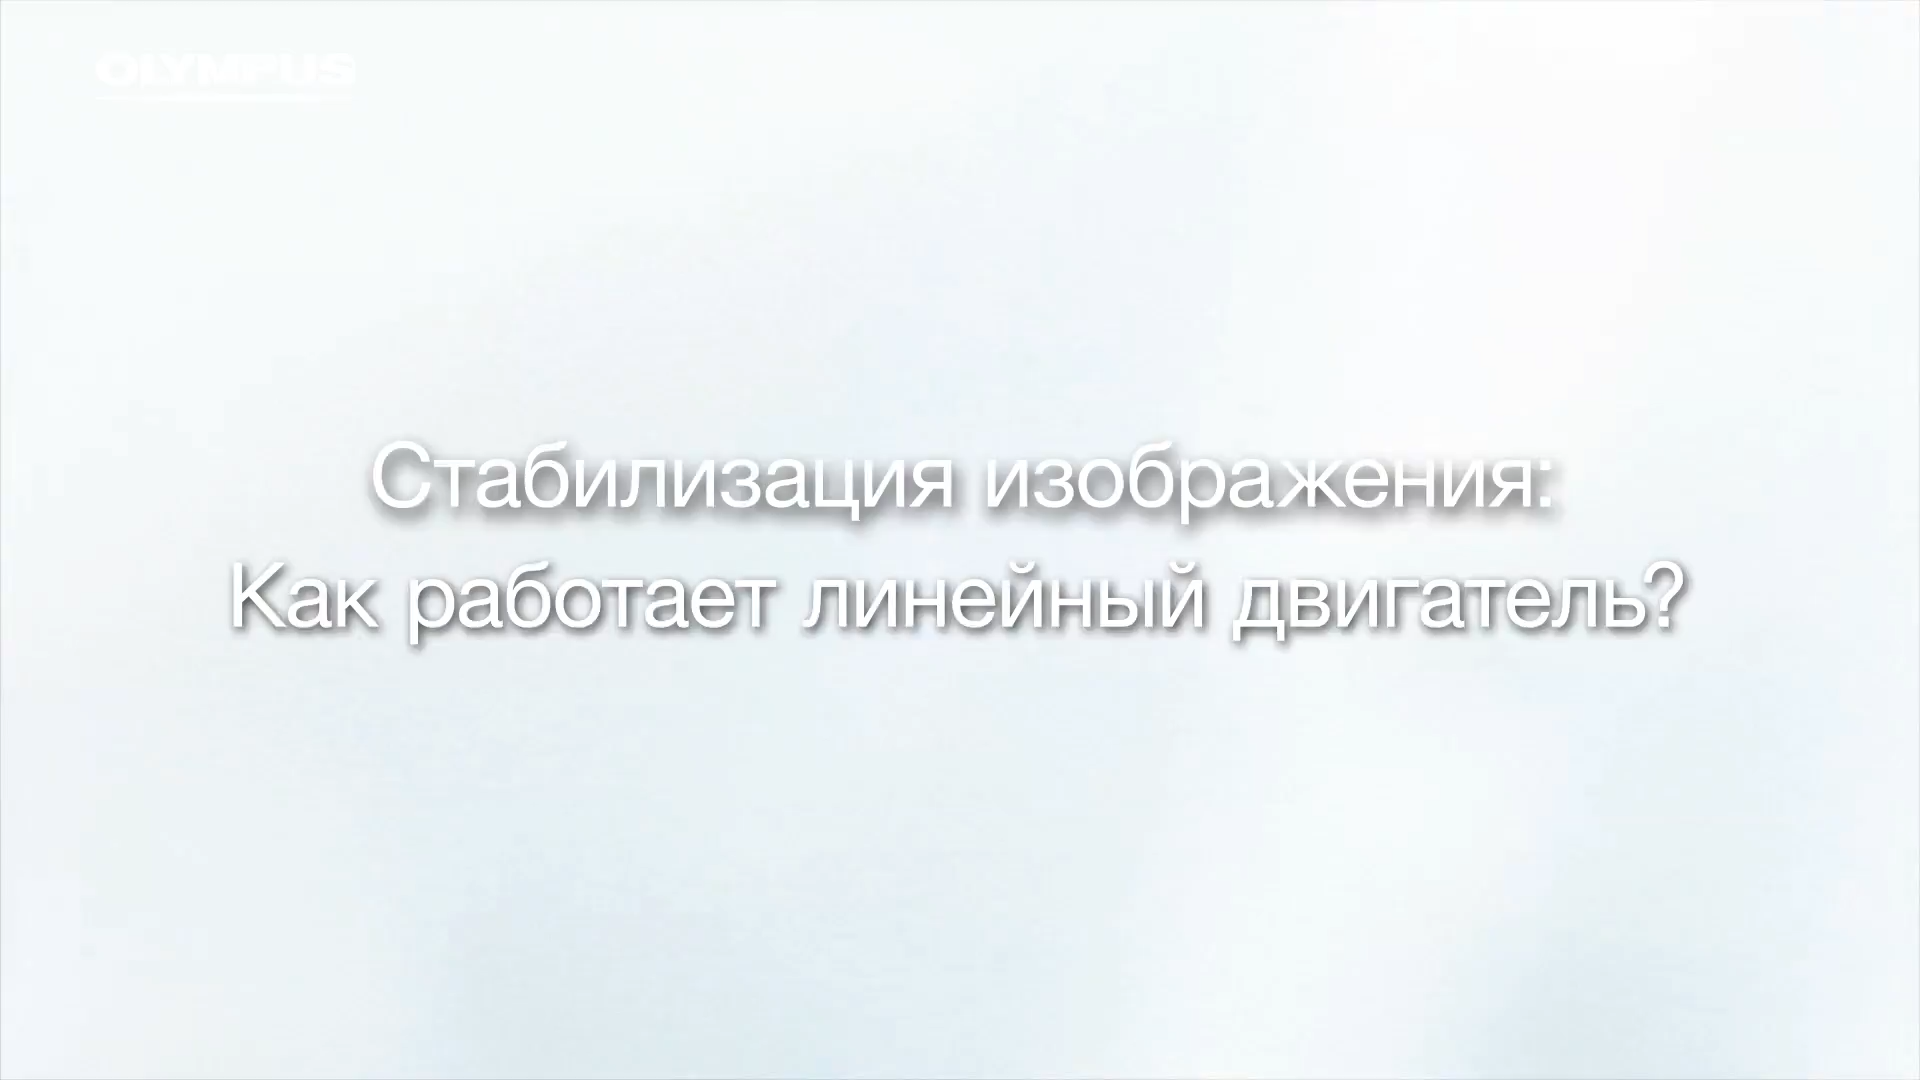 OLYMPUS
Стабилизация изображения:
Как работает линейный двигатель?